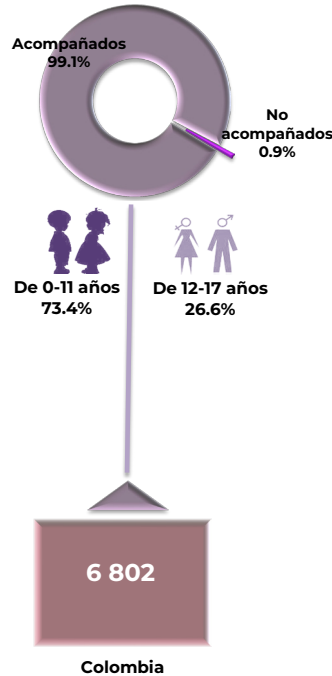 Acompañados
99.1%
No
acompañados
0.9%
De 0-11 años
73.4%
De 12-17 años
26.6%
6 802
Colombia